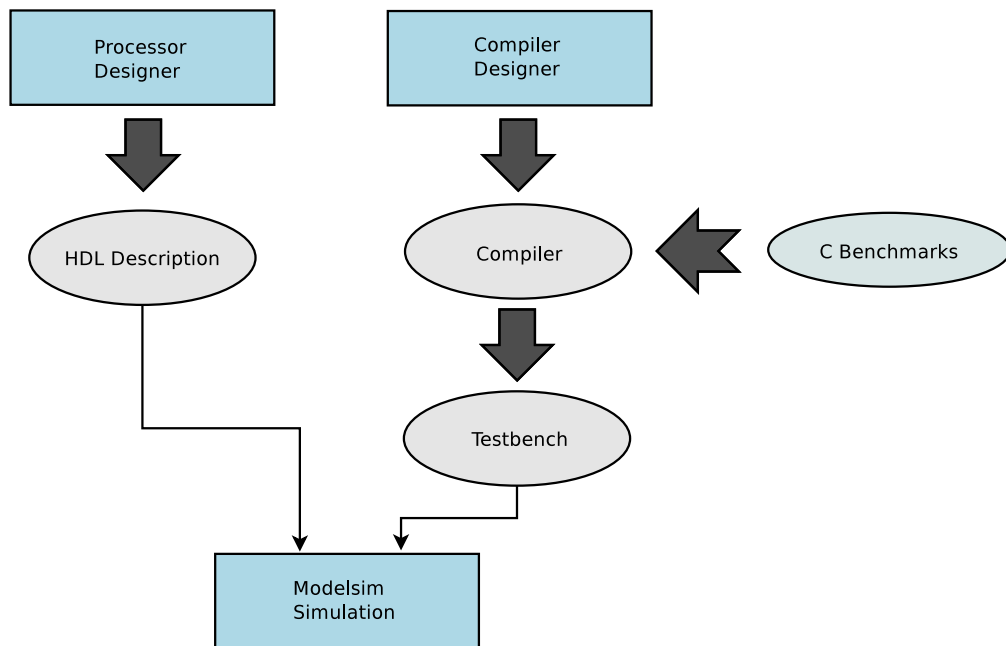 Processor
Designer
Compiler
Designer
HDL Description
Compiler
C Benchmarks
Testbench
Modelsim
Simulation